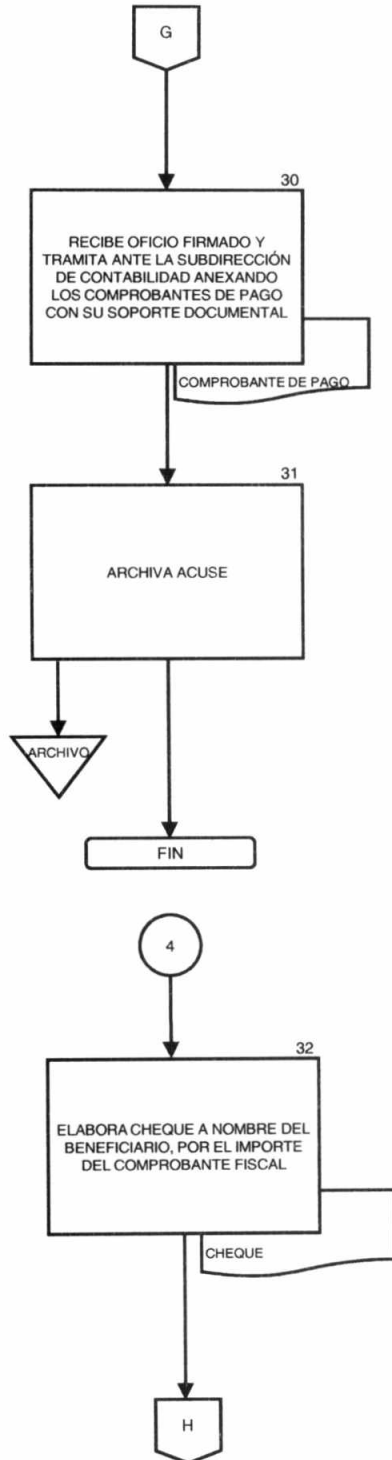 G
30
RECIBE OFICIO FIRMADO Y
TRAMITA ANTE LA SUBDIRECCIÓN
DE CONTABILIDAD ANEXANDO
LOS COMPROBANTES DE PAGO
CON SU SOPORTE DOCUMENTAL
COMPROBANTE DE PAGO
31
ARCHIVA ACUSE
ARCHIVO
FIN
4
32
ELABORA CHEQUE A NOMBRE DEL
BENEFICIARIO, POR EL IMPORTE
DEL COMPROBANTE FISCAL
CHEQUE
H